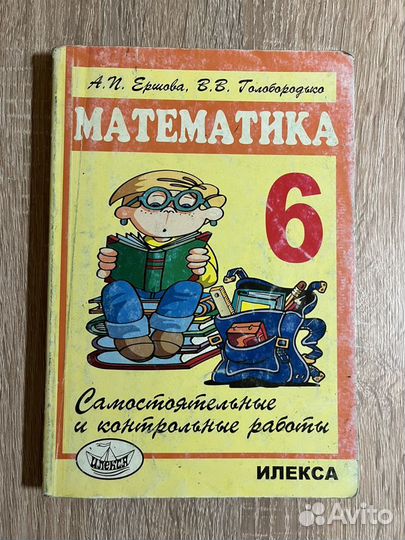 А.П. Ершова, В.В. Голобородько
МАТЕМАТИКА
6
Самостоятельные
и контрольные работы
ИЛЕКСА
ИЛЕКСА
Avito